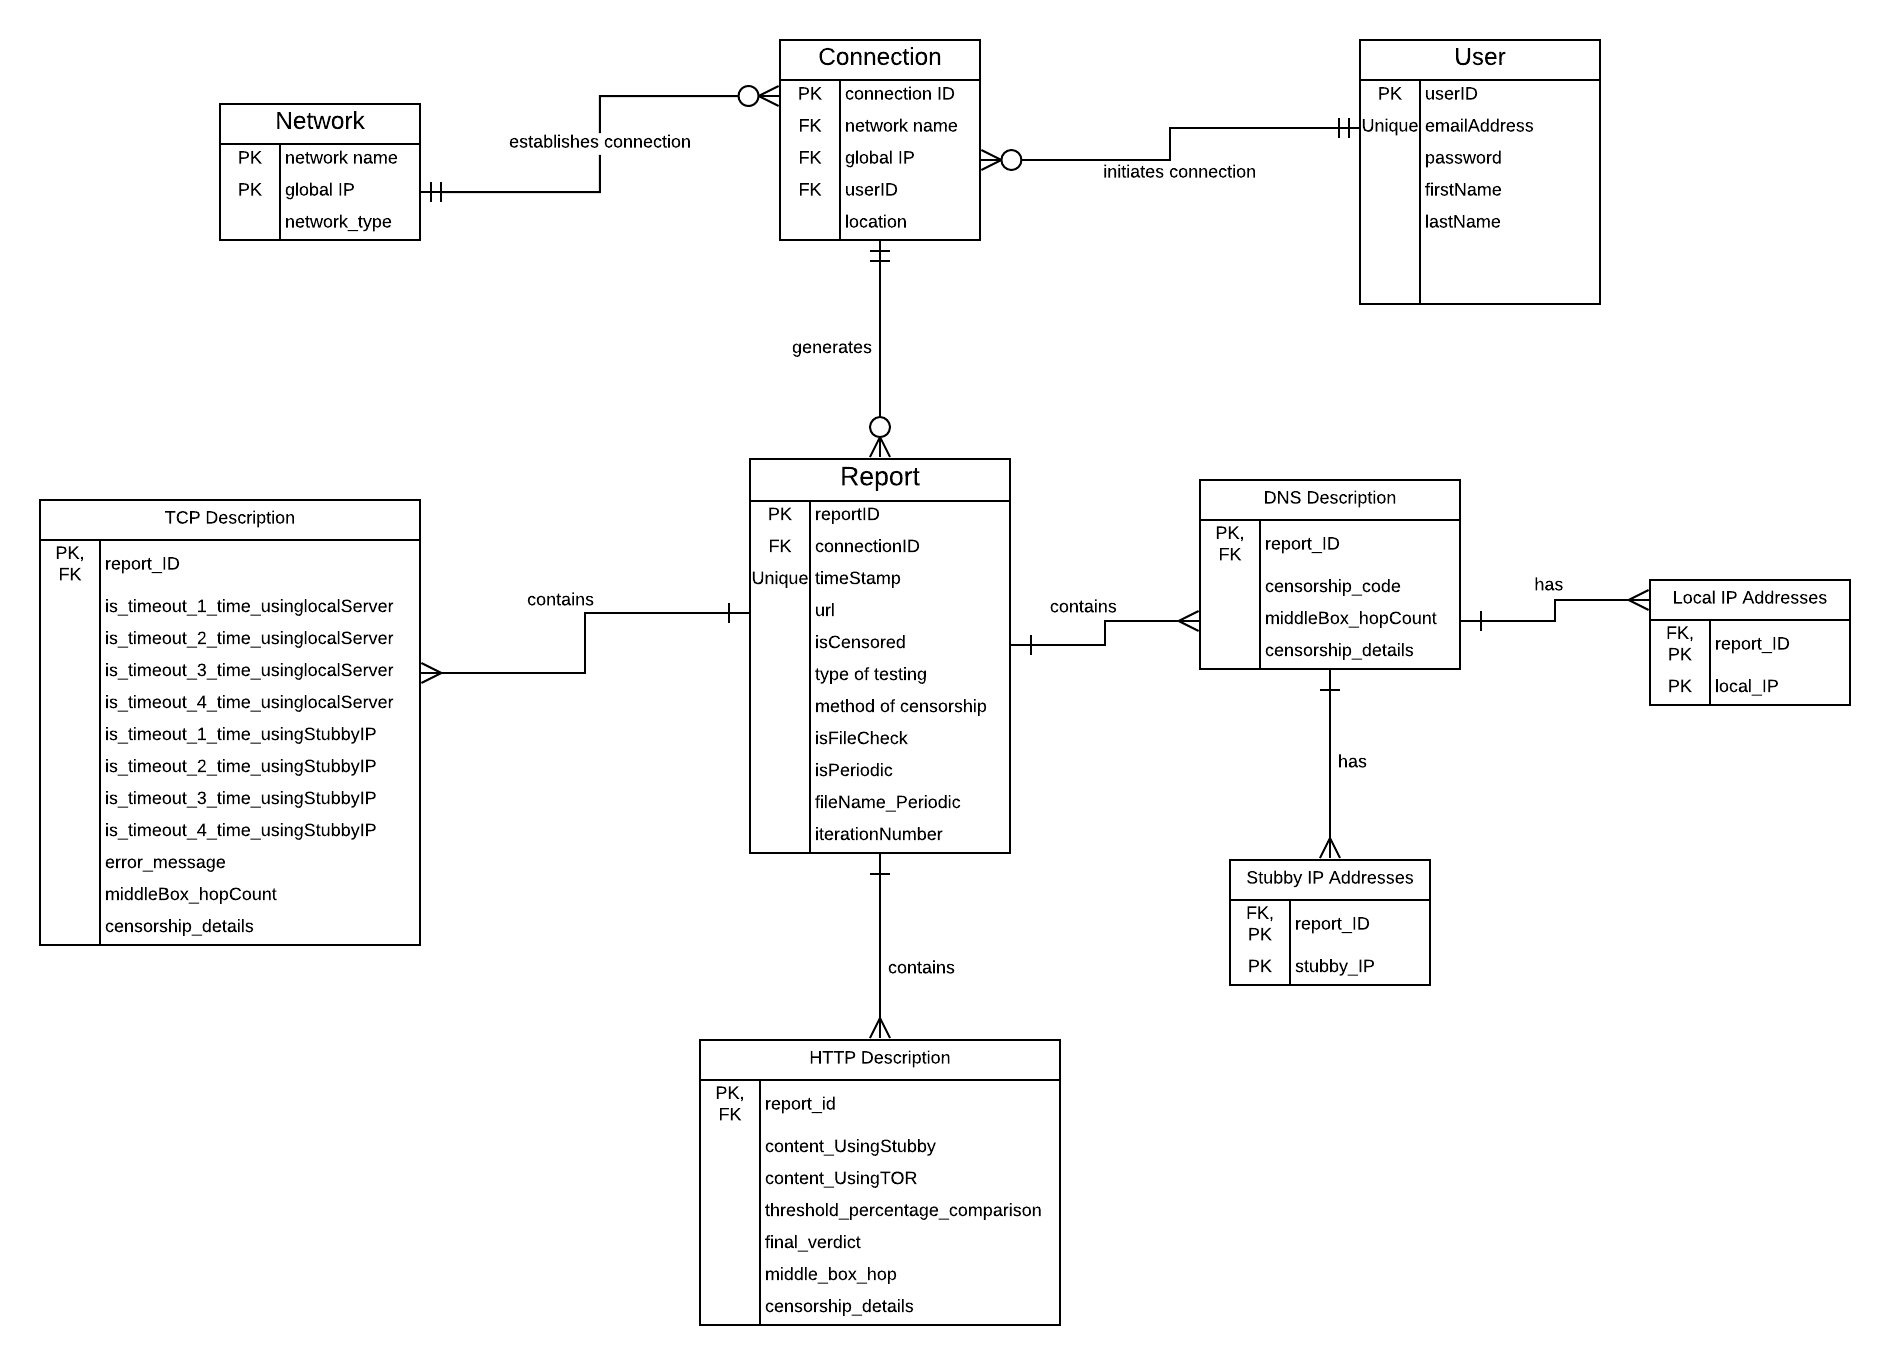 Connection
PK connection ID
FK network name
FK global IP
FK userID
location
User
PK userID
Unique emailAddress
password
firstName
lastName
Network
PK network name
PK global IP
network_type
establishes connection
initiates connection
generates
Report
PK reportID
FK connectionID
Unique timeStamp
url
isCensored
type of testing
method of censorship
isFileCheck
isPeriodic
fileName_Periodic
iterationNumber
TCP Description
PK,
FK
report_ID
is_timeout_1_time_usinglocalServer
is_timeout_2_time_usinglocalServer
is_timeout_3_time_usinglocalServer
is_timeout_4_time_usinglocalServer
is_timeout_1_time_usingStubbyIP
is_timeout_2_time_usingStubbyIP
is_timeout_3_time_usingStubbyIP
is_timeout_4_time_usingStubbyIP
error_message
middleBox_hopCount
censorship_details
contains
contains
DNS Description
PK,
FK
report_ID
censorship_code
middleBox_hopCount
censorship_details
has
Local IP Addresses
FK,
PK
report_ID
PK local_IP
has
Stubby IP Addresses
FK,
PK
report_ID
PK stubby_IP
contains
HTTP Description
PK,
FK
report_id
content_UsingStubby
content_UsingTOR
threshold_percentage_comparison
final_verdict
middle_box_hop
censorship_details